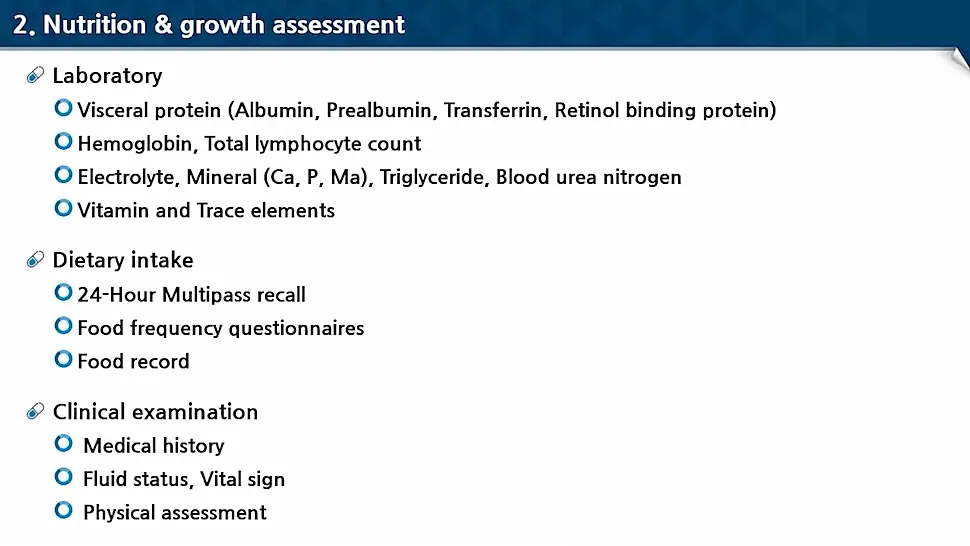 2. Nutrition & growth assessment
Laboratory
Visceral protein (Albumin, Prealbumin, Transferrin, Retinol binding protein)
Hemoglobin, Total lymphocyte count
Electrolyte, Mineral (Ca, P, Ma), Triglyceride, Blood urea nitrogen
Vitamin and Trace elements
Dietary intake
24-Hour Multipass recall
Food frequency questionnaires
Food record
Clinical examination
Medical history
Fluid status, Vital sign
Physical assessment